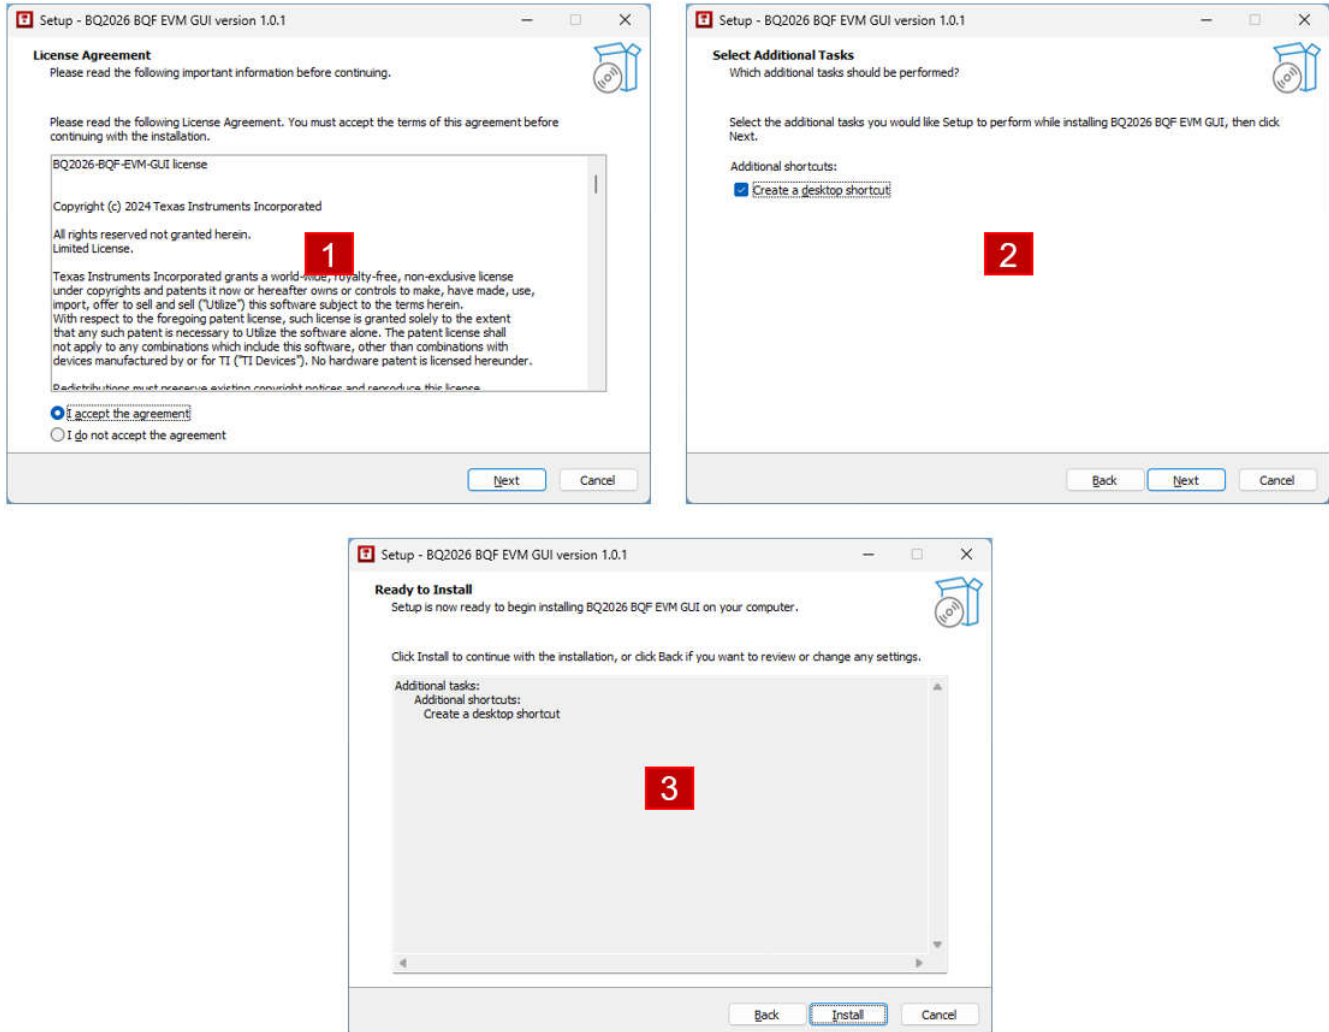 Setup - BQ2026 BQF EVM GUI version 1.0.1
License Agreement
Please read the following important information before continuing.
Please read the following License Agreement. You must accept the terms of this agreement before
continuing with the installation.
BQ2026-BQF-EVM-GUI license
Copyright (c) 2024 Texas Instruments Incorporated
All rights reserved not granted herein.
Limited License.
1
Texas Instruments Incorporated grants a world-wide, royalty-free, non-exclusive license
under copyrights and patents it now or hereafter owns or controls to make, have made, use,
import, offer to sell and sell ("Utilize") this software subject to the terms herein.
With respect to the foregoing patent license, such license is granted solely to the extent
that any such patent is necessary to Utilize the software alone. The patent license shall
not apply to any combinations which include this software, other than combinations with
devices manufactured by or for TI ("TI Devices"). No hardware patent is licensed hereunder.
Redistributions must preserve existing copyright notices and reproduce this license
I accept the agreement
I do not accept the agreement
Next
Cancel
Setup - BQ2026 BQF EVM GUI version 1.0.1
Select Additional Tasks
Which additional tasks should be performed?
Select the additional tasks you would like Setup to perform while installing BQ2026 BQF EVM GUI, then click
Next.
Additional shortcuts:
Create a desktop shortcut
2
Back
Next
Cancel
Setup - BQ2026 BQF EVM GUI version 1.0.1
Ready to Install
Setup is now ready to begin installing BQ2026 BQF EVM GUI on your computer.
Click Install to continue with the installation, or click Back if you want to review or change any settings.
Additional tasks:
Additional shortcuts:
Create a desktop shortcut
3
Back
Install
Cancel